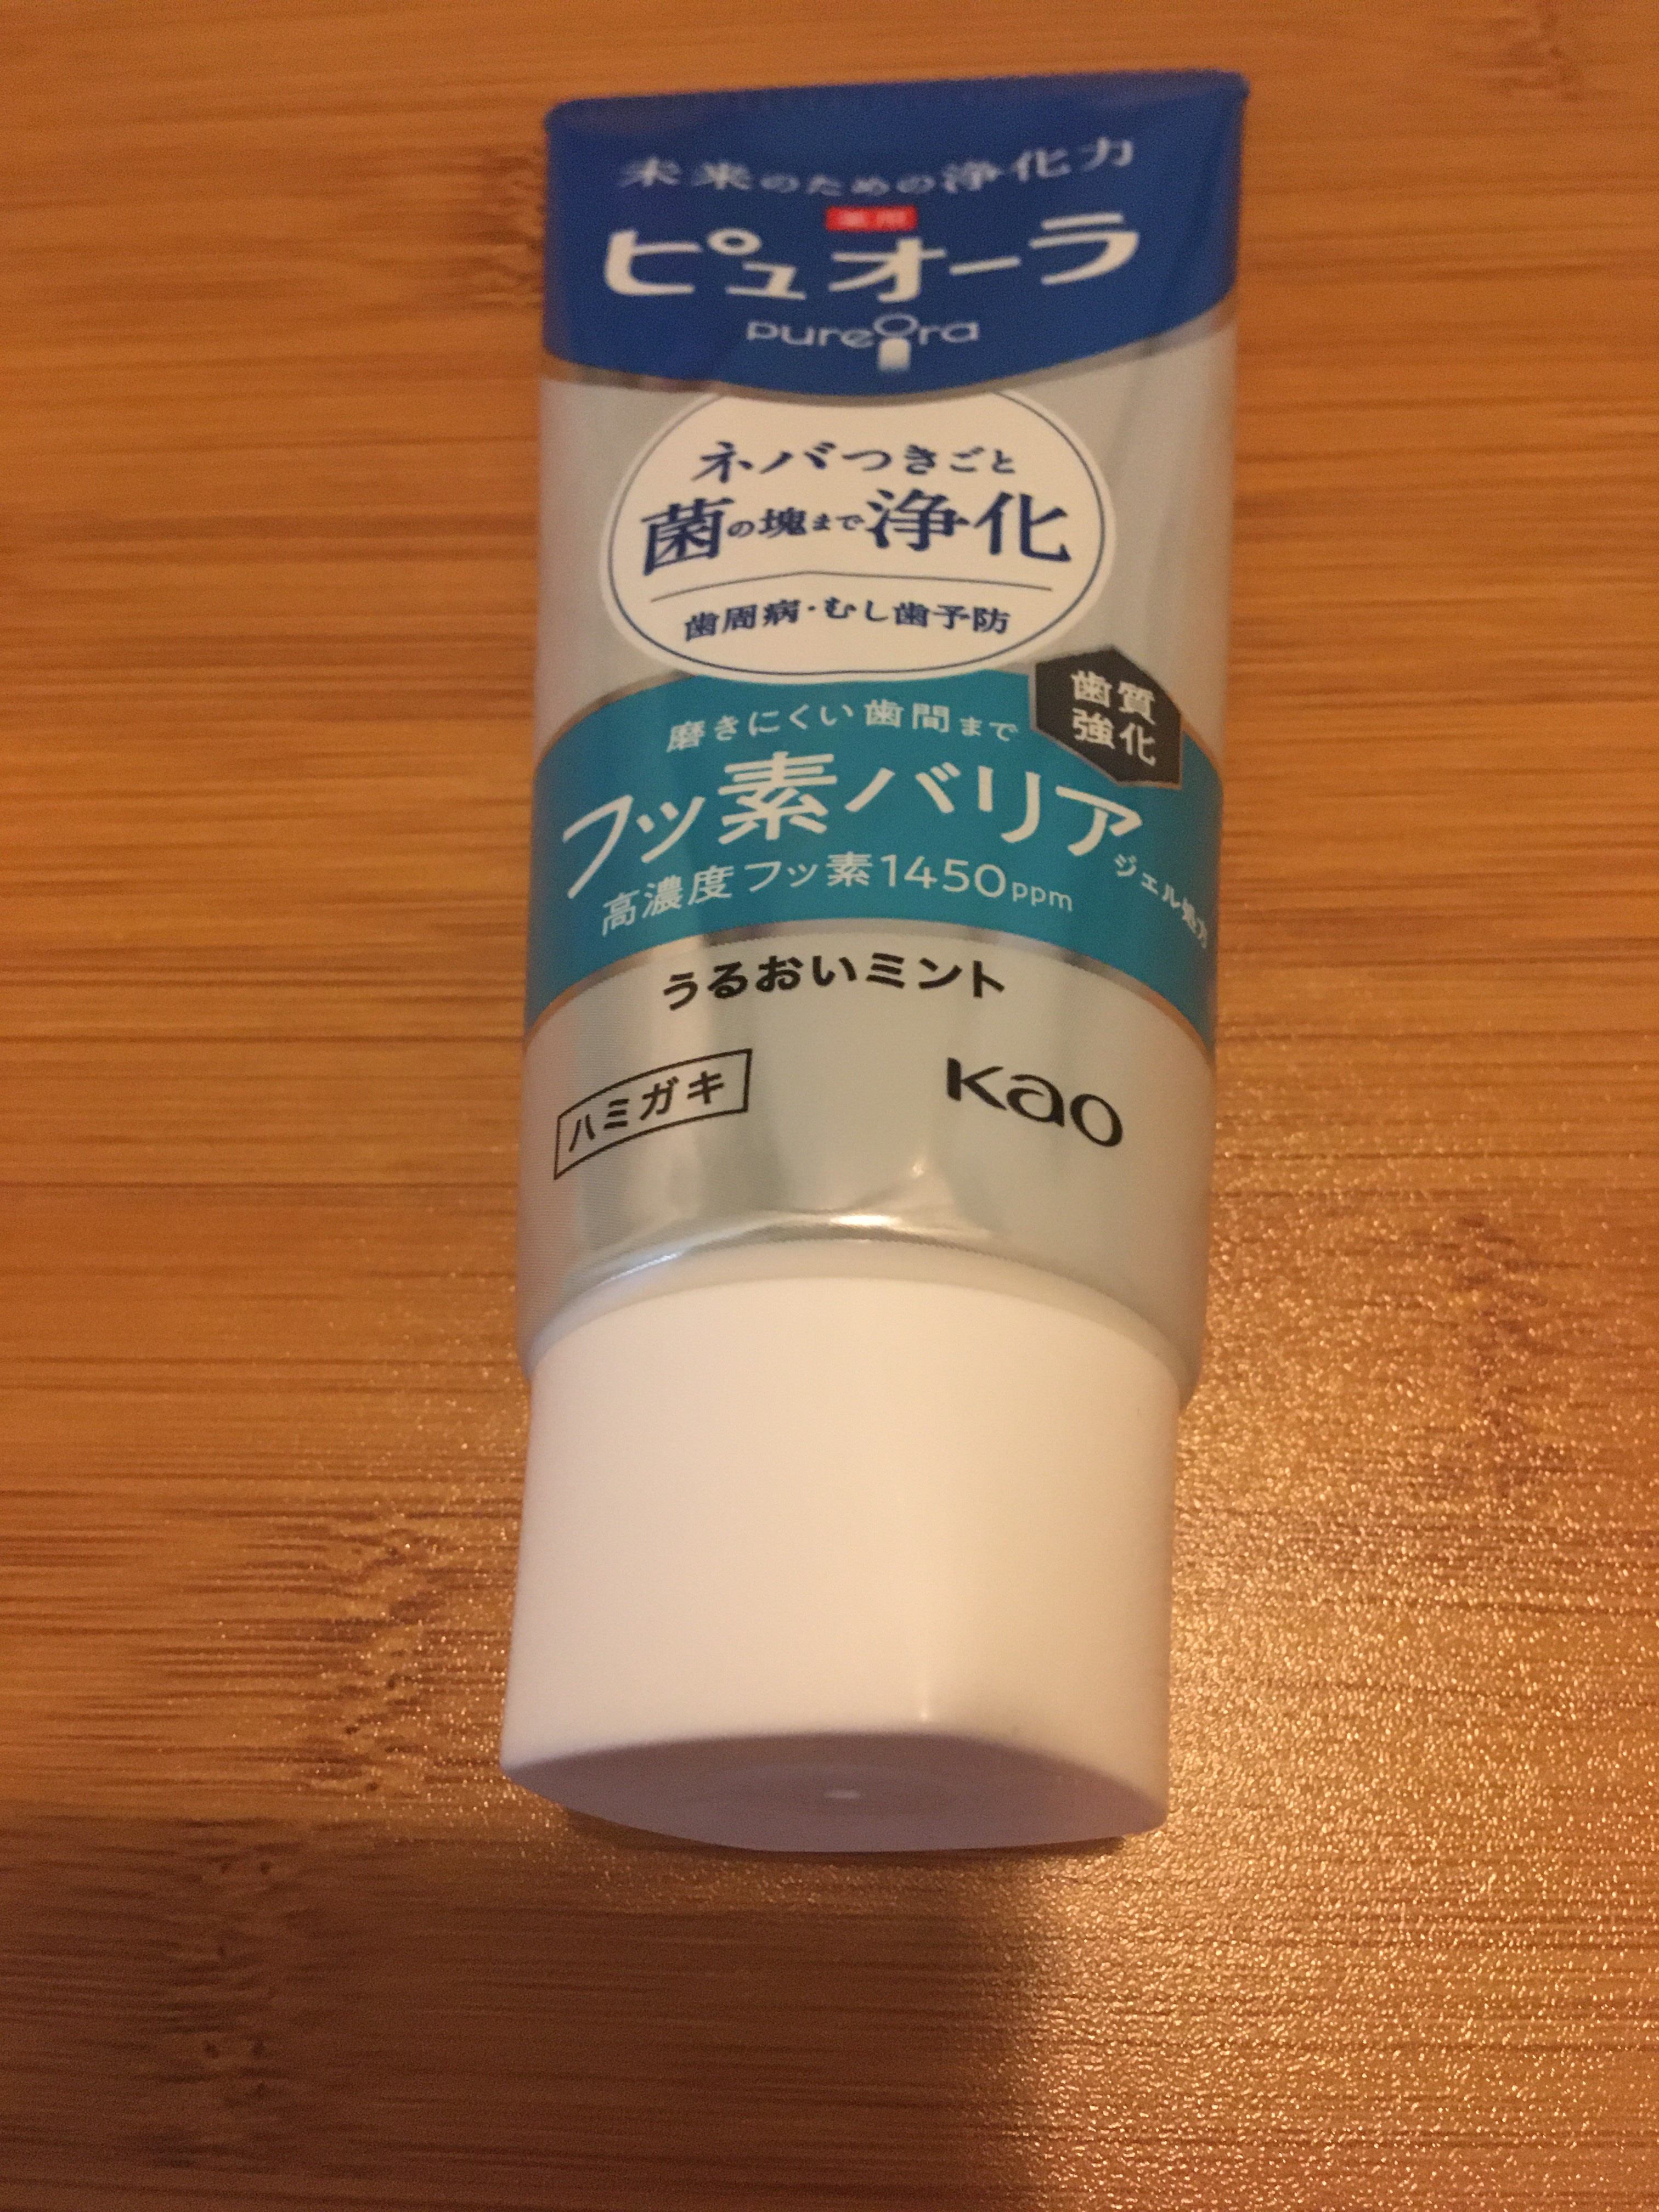 未来のための浄化力
薬用
ピュオーラ
pureora
ネバつきごと
菌の塊まで浄化
歯周病・むし歯予防
歯質
強化
磨きにくい歯間まで
フッ素バリア
ジェル処方
高濃度フッ素1450ppm
うるおいミント
ハミガキ
Kao